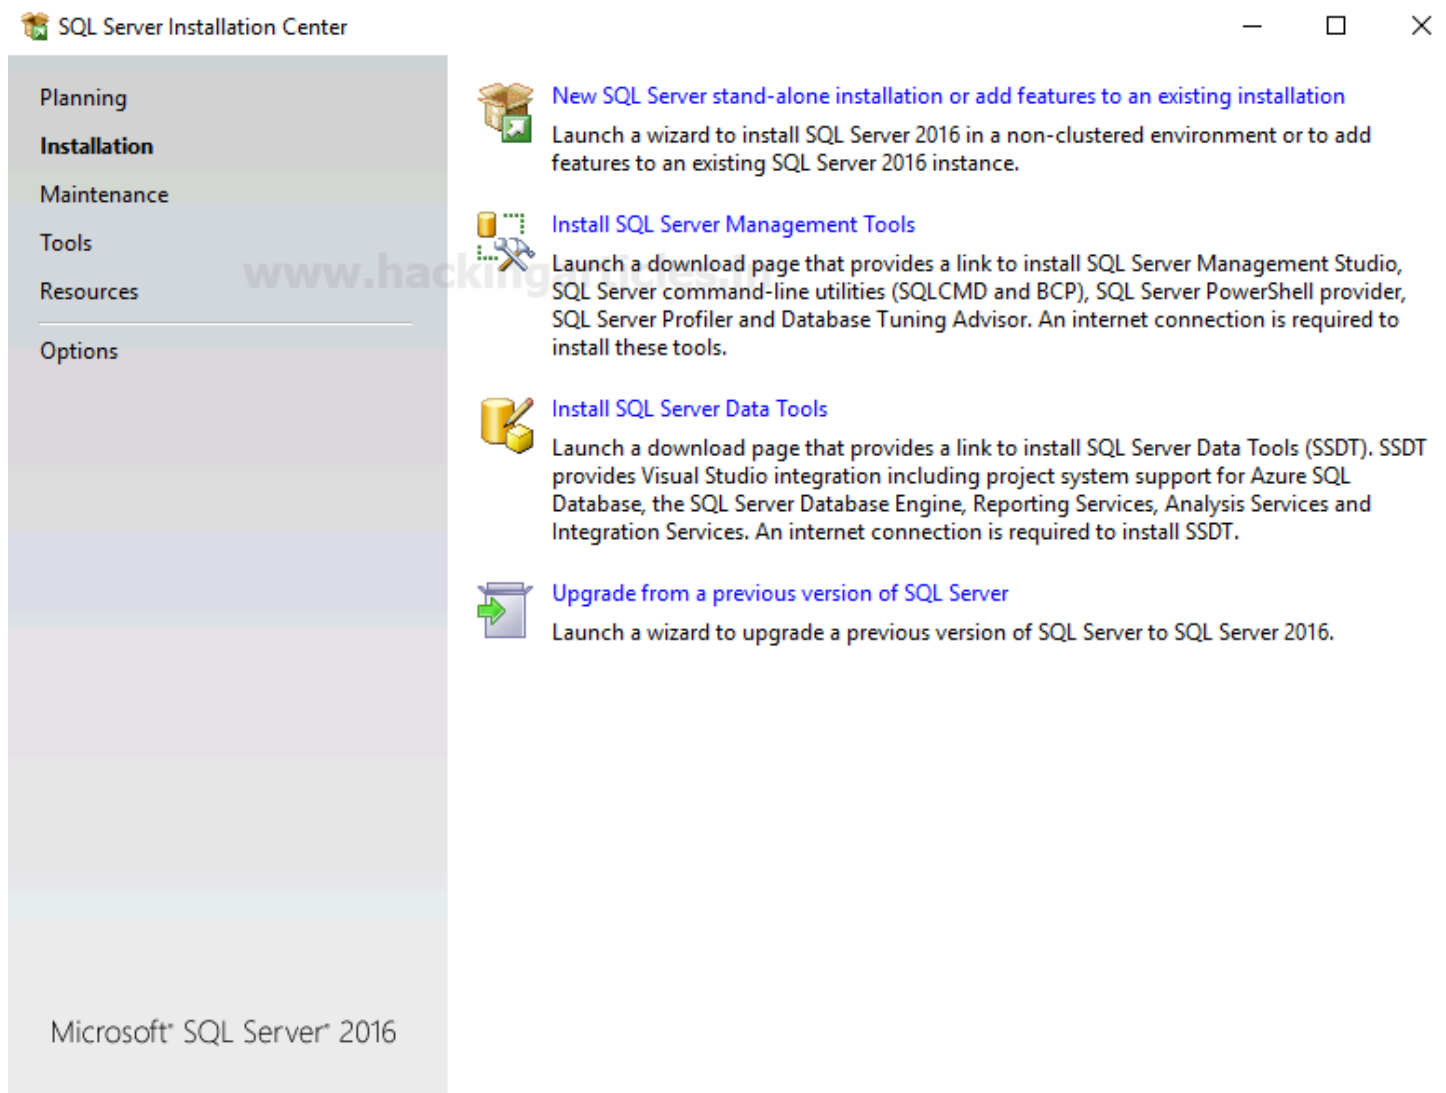 SQL Server Installation Center
Planning
Installation
Maintenance
Tools
Resources
Options
New SQL Server stand-alone installation or add features to an existing installation
Launch a wizard to install SQL Server 2016 in a non-clustered environment or to add
features to an existing SQL Server 2016 instance.
Install SQL Server Management Tools
Launch a download page that provides a link to install SQL Server Management Studio,
SQL Server command-line utilities (SQLCMD and BCP), SQL Server PowerShell provider,
SQL Server Profiler and Database Tuning Advisor. An internet connection is required to
install these tools.
Install SQL Server Data Tools
Launch a download page that provides a link to install SQL Server Data Tools (SSDT). SSDT
provides Visual Studio integration including project system support for Azure SQL
Database, the SQL Server Database Engine, Reporting Services, Analysis Services and
Integration Services. An internet connection is required to install SSDT.
Upgrade from a previous version of SQL Server
Launch a wizard to upgrade a previous version of SQL Server to SQL Server 2016.
www.hackingarticles.in
Microsoft® SQL Server® 2016